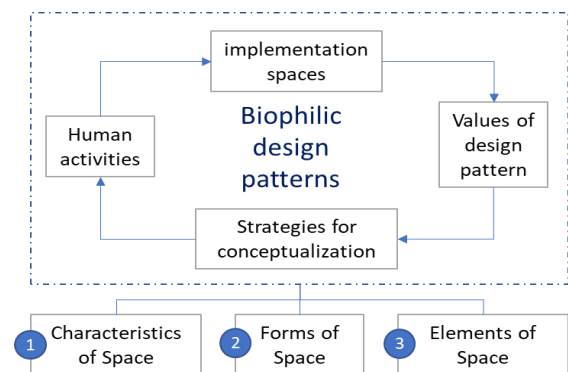 implementation
spaces
Biophilic
design
patterns
Human
activities
Values of
design
pattern
Strategies for
conceptualization
1
Characteristics
of Space
2
Forms of
Space
3
Elements of
Space